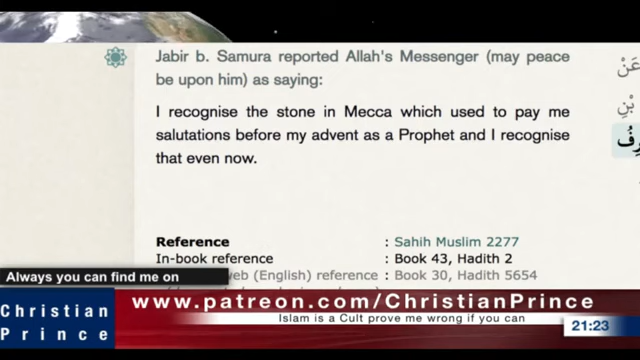 Jabir b. Samura reported Allah's Messenger (may peace
be upon him) as saying:
عَنْ
I recognise the stone in Mecca which used to pay me
بْنِ
salutations before my advent as a Prophet and I recognise
that even now.
Reference : Sahih Muslim 2277
In-book reference : Book 43, Hadith 2
web (English) reference : Book 30, Hadith 5654
Always you can find me on
www.patreon.com/ChristianPrince
Christian
Prince
Islam is a Cult prove me wrong if you can
21:23